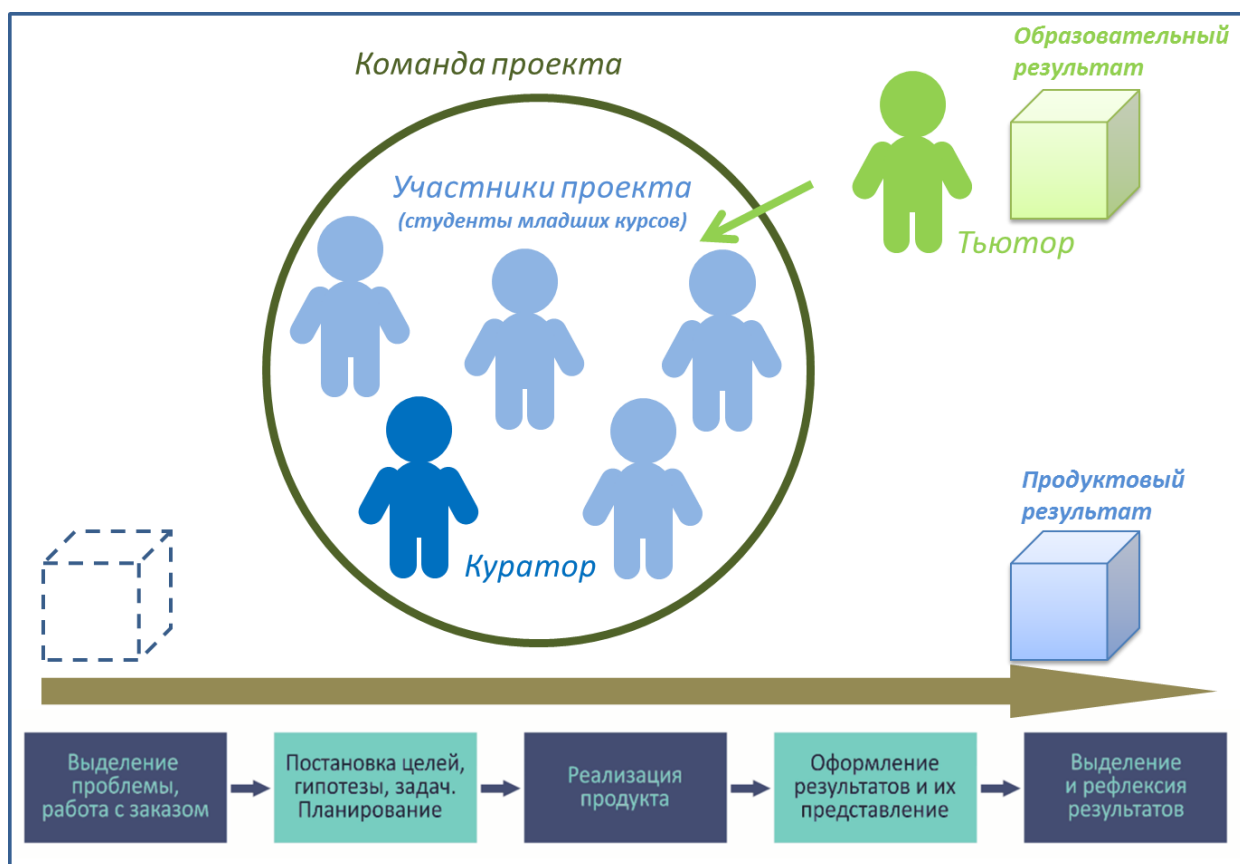 Команда проекта
Образовательный
результат
Участники проекта
(студенты младших курсов)
Тьютор
Куратор
Продуктовый
результат
Выделение
проблемы,
работа с заказом
Постановка целей,
гипотезы, задач.
Планирование
Реализация
продукта
Оформление
результатов и их
представление
Выделение
и рефлексия
результатов